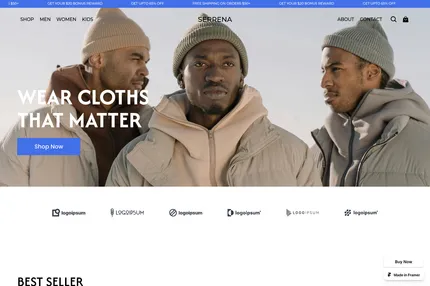 $50+
GET YOUR $20 BONUS REWARD
GET UPTO 50% OFF
FREE SHIPPING ON ORDERS $50+
GET YOUR $20 BONUS REWARD
GET UPTO 50% OFF
SHOP MEN WOMEN KIDS
SERRENA
ABOUT CONTACT
WEAR CLOTHS
THAT MATTER
Shop Now
logoipsum
LOGOIPSUM
logoipsum
logoipsum
LOGOIPSUM
logoipsum
BEST SELLER
Buy Now
Made in Framer